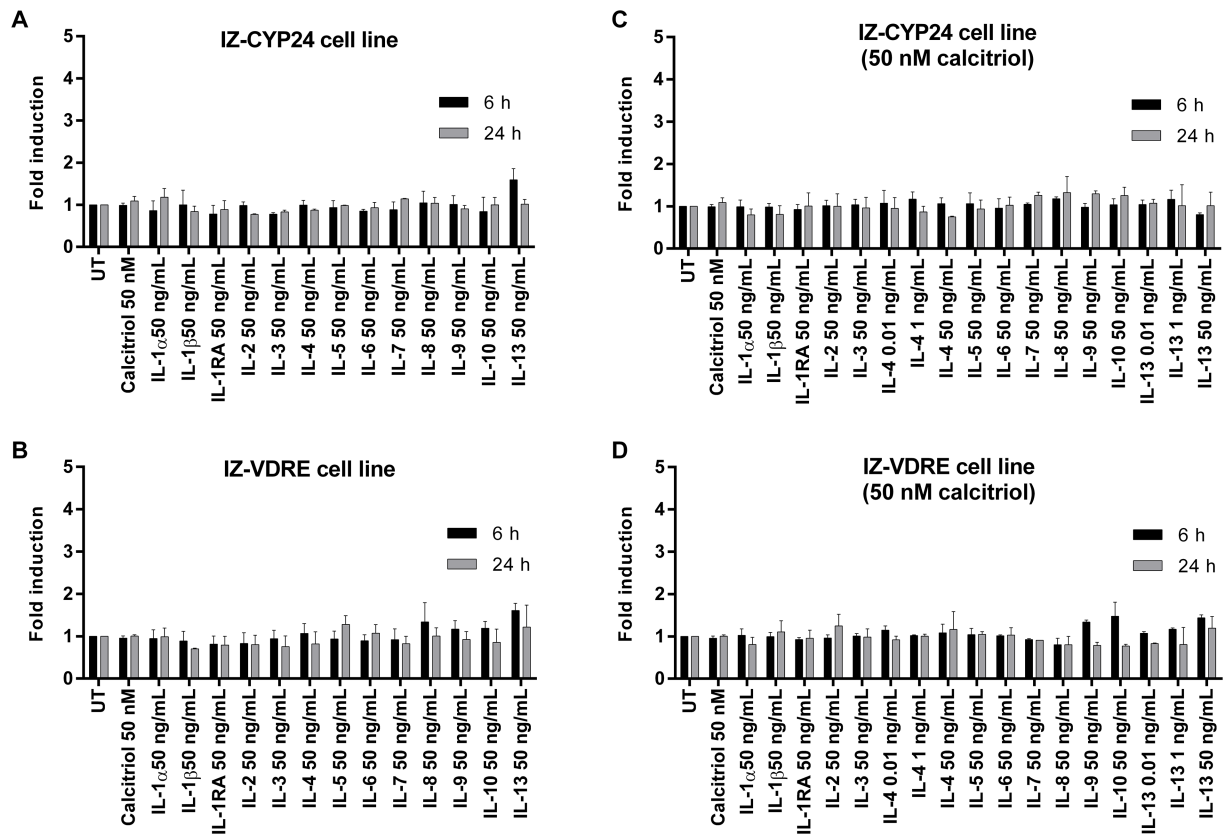 A
IZ-CYP24 cell line
Fold induction
5
4
3
2
1
0
6 h
24 h
UT
Calcitriol 50 nM
IL-1α50 ng/mL
IL-1β50 ng/mL
IL-1RA 50 ng/mL
IL-2 50 ng/mL
IL-3 50 ng/mL
IL-4 50 ng/mL
IL-5 50 ng/mL
IL-6 50 ng/mL
IL-7 50 ng/mL
IL-8 50 ng/mL
IL-9 50 ng/mL
IL-10 50 ng/mL
IL-13 50 ng/mL
C
IZ-CYP24 cell line
(50 nM calcitriol)
Fold induction
5
4
3
2
1
0
6 h
24 h
UT
Calcitriol 50 nM
IL-1α50 ng/mL
IL-1β50 ng/mL
IL-1RA 50 ng/mL
IL-2 50 ng/mL
IL-3 50 ng/mL
IL-4 0.01 ng/mL
IL-4 1 ng/mL
IL-4 50 ng/mL
IL-5 50 ng/mL
IL-6 50 ng/mL
IL-7 50 ng/mL
IL-8 50 ng/mL
IL-9 50 ng/mL
IL-10 50 ng/mL
IL-13 0.01 ng/mL
IL-13 1 ng/mL
IL-13 50 ng/mL
B
IZ-VDRE cell line
Fold induction
5
4
3
2
1
0
6 h
24 h
UT
Calcitriol 50 nM
IL-1α50 ng/mL
IL-1β50 ng/mL
IL-1RA 50 ng/mL
IL-2 50 ng/mL
IL-3 50 ng/mL
IL-4 50 ng/mL
IL-5 50 ng/mL
IL-6 50 ng/mL
IL-7 50 ng/mL
IL-8 50 ng/mL
IL-9 50 ng/mL
IL-10 50 ng/mL
IL-13 50 ng/mL
D
IZ-VDRE cell line
(50 nM calcitriol)
Fold induction
5
4
3
2
1
0
6 h
24 h
UT
Calcitriol 50 nM
IL-1α50 ng/mL
IL-1β50 ng/mL
IL-1RA 50 ng/mL
IL-2 50 ng/mL
IL-3 50 ng/mL
IL-4 0.01 ng/mL
IL-4 1 ng/mL
IL-4 50 ng/mL
IL-5 50 ng/mL
IL-6 50 ng/mL
IL-7 50 ng/mL
IL-8 50 ng/mL
IL-9 50 ng/mL
IL-10 50 ng/mL
IL-13 0.01 ng/mL
IL-13 1 ng/mL
IL-13 50 ng/mL